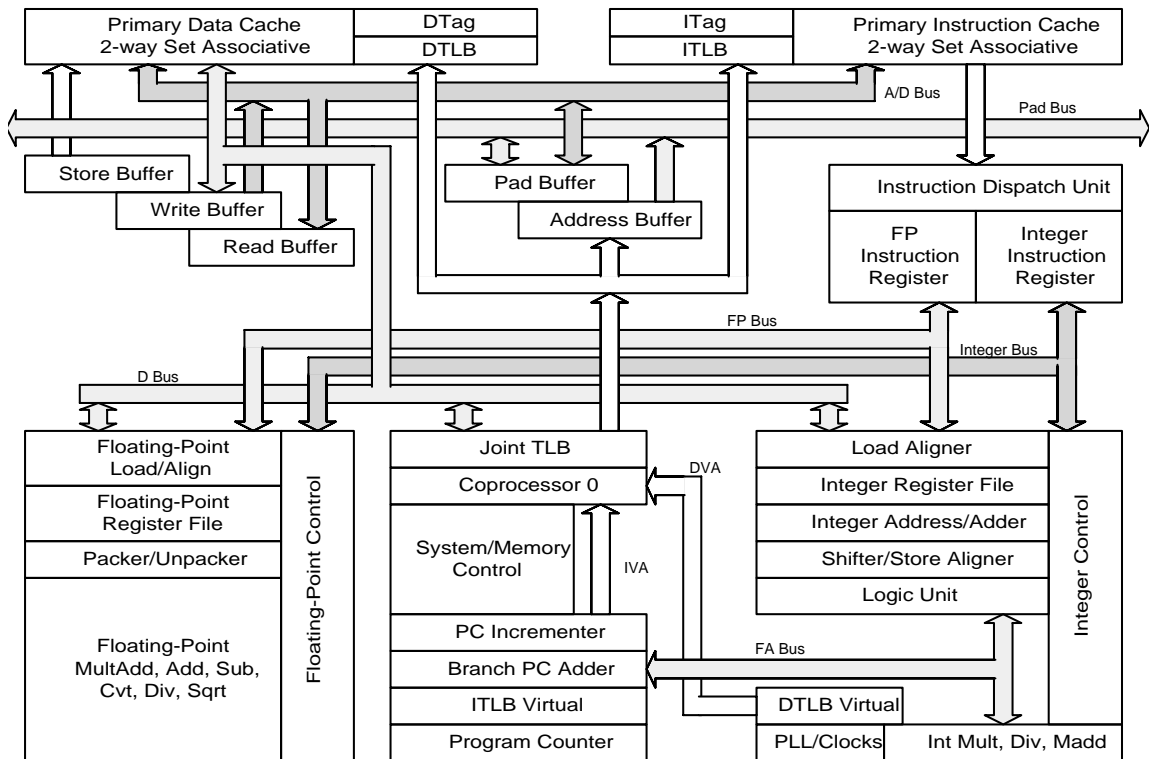 Primary Data Cache
2-way Set Associative
DTag
DTLB
ITag
ITLB
Primary Instruction Cache
2-way Set Associative
A/D Bus
Pad Bus
Store Buffer
Write Buffer
Read Buffer
Pad Buffer
Address Buffer
Instruction Dispatch Unit
FP
Instruction
Register
Integer
Instruction
Register
FP Bus
Integer Bus
D Bus
Floating-Point
Load/Align
Floating-Point
Register File
Packer/Unpacker
Floating-Point
MultAdd, Add, Sub,
Cvt, Div, Sqrt
Floating-Point Control
Joint TLB
Coprocessor 0
System/Memory
Control
PC Incrementer
Branch PC Adder
ITLB Virtual
Program Counter
DVA
IVA
FA Bus
Load Aligner
Integer Register File
Integer Address/Adder
Shifter/Store Aligner
Logic Unit
Integer Control
DTLB Virtual
PLL/Clocks
Int Mult, Div, Madd